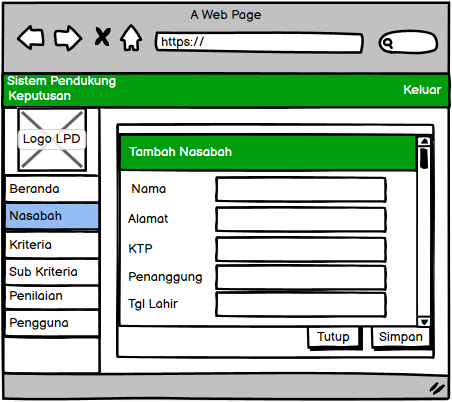 A Web Page
https://
Sistem Pendukung
Keputusan
Keluar
Logo LPD
Beranda
Nasabah
Kriteria
Sub Kriteria
Penilaian
Pengguna
Tambah Nasabah
Nama
Alamat
KTP
Penanggung
Tgl Lahir
Tutup
Simpan